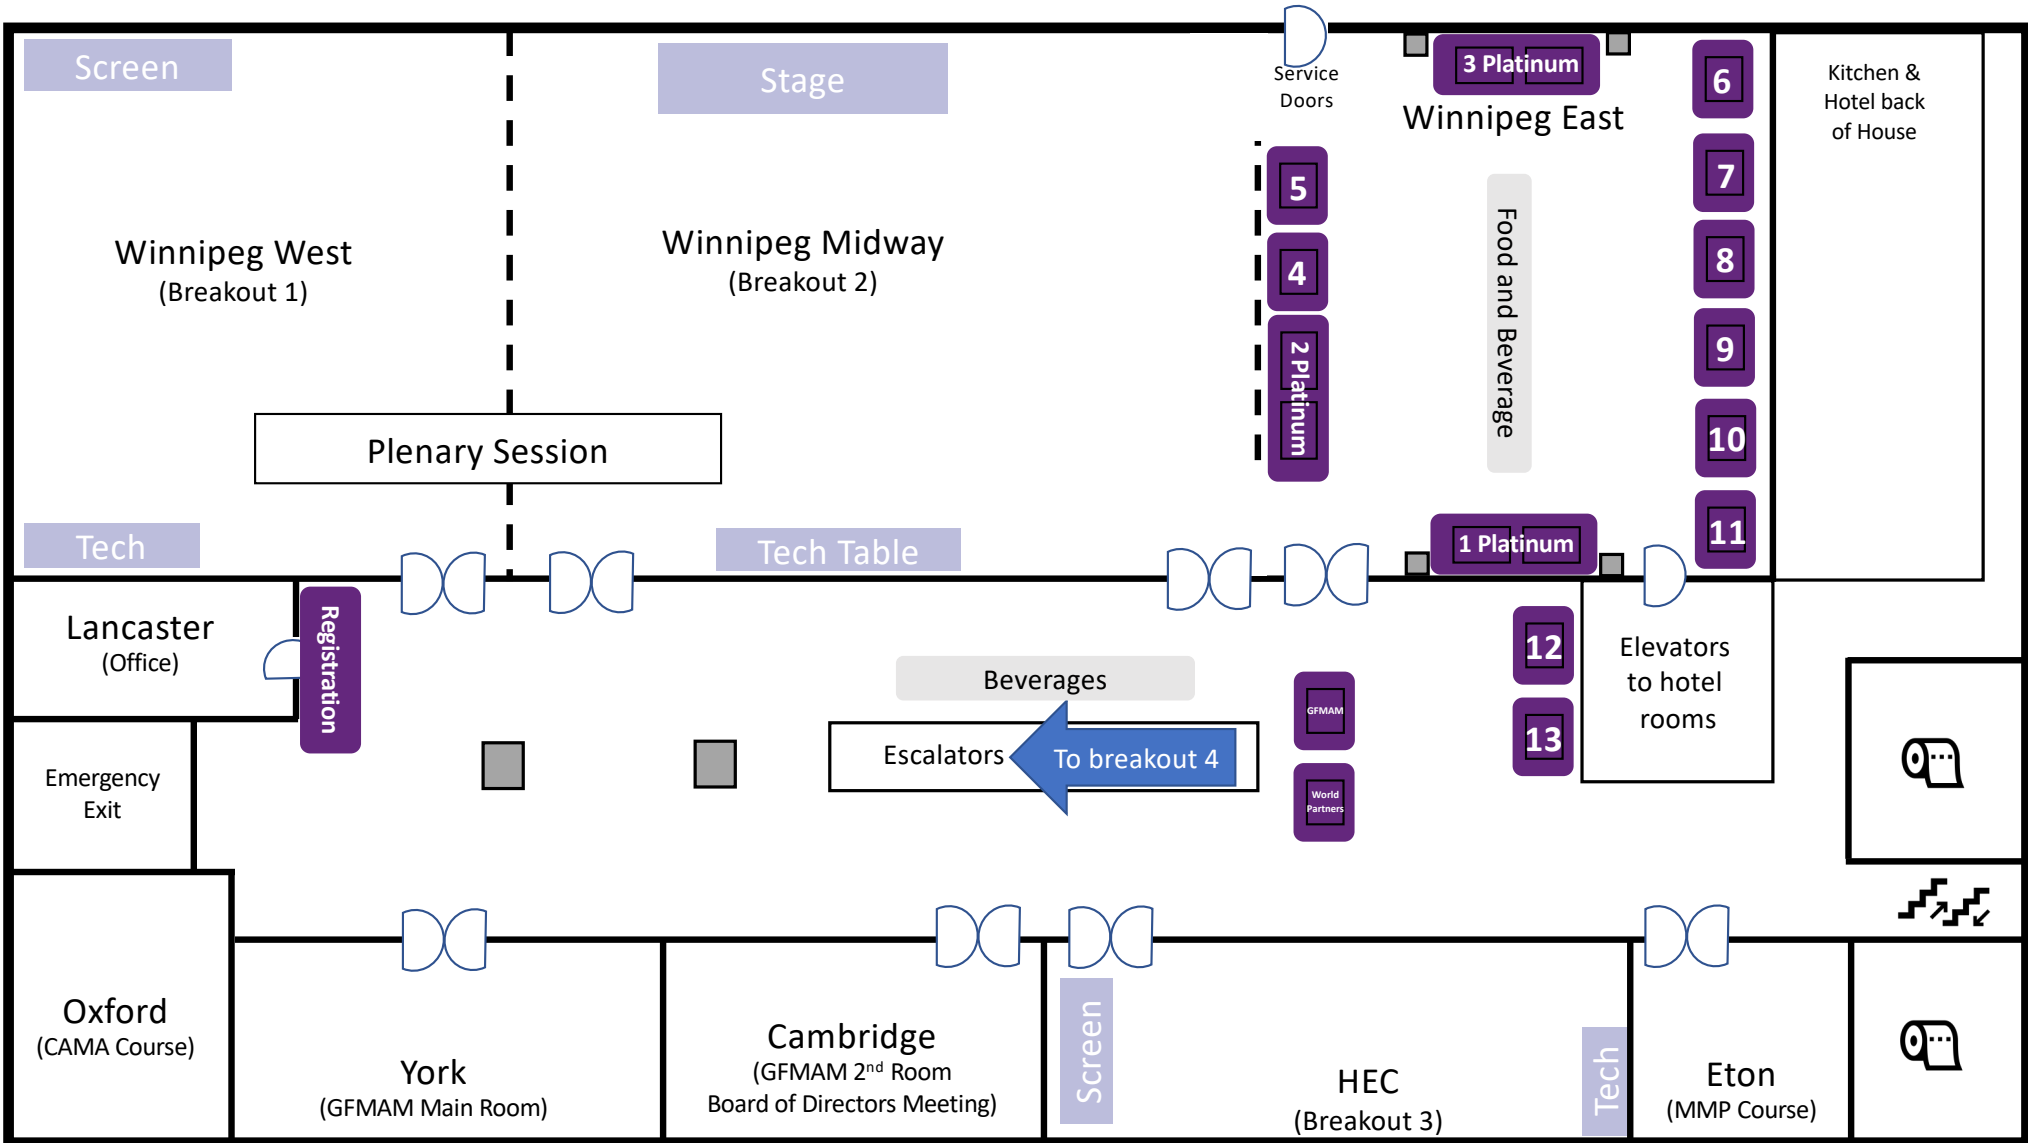 Screen
Stage
Service
Doors
3 Platinum
Winnipeg East
6
Kitchen &
Hotel back
of House
5
7
Winnipeg West
(Breakout 1)
Winnipeg Midway
(Breakout 2)
4
Food and Beverage
8
2 Platinum
9
Plenary Session
10
Tech
Tech Table
1 Platinum
11
Lancaster
(Office)
Registration
Beverages
GFMAM
12
Elevators
to hotel
rooms
Emergency
Exit
Escalators
To breakout 4
World
Partners
13
Oxford
(CAMA Course)
York
(GFMAM Main Room)
Cambridge
(GFMAM 2nd Room
Board of Directors Meeting)
Screen
HEC
(Breakout 3)
Tech
Eton
(MMP Course)